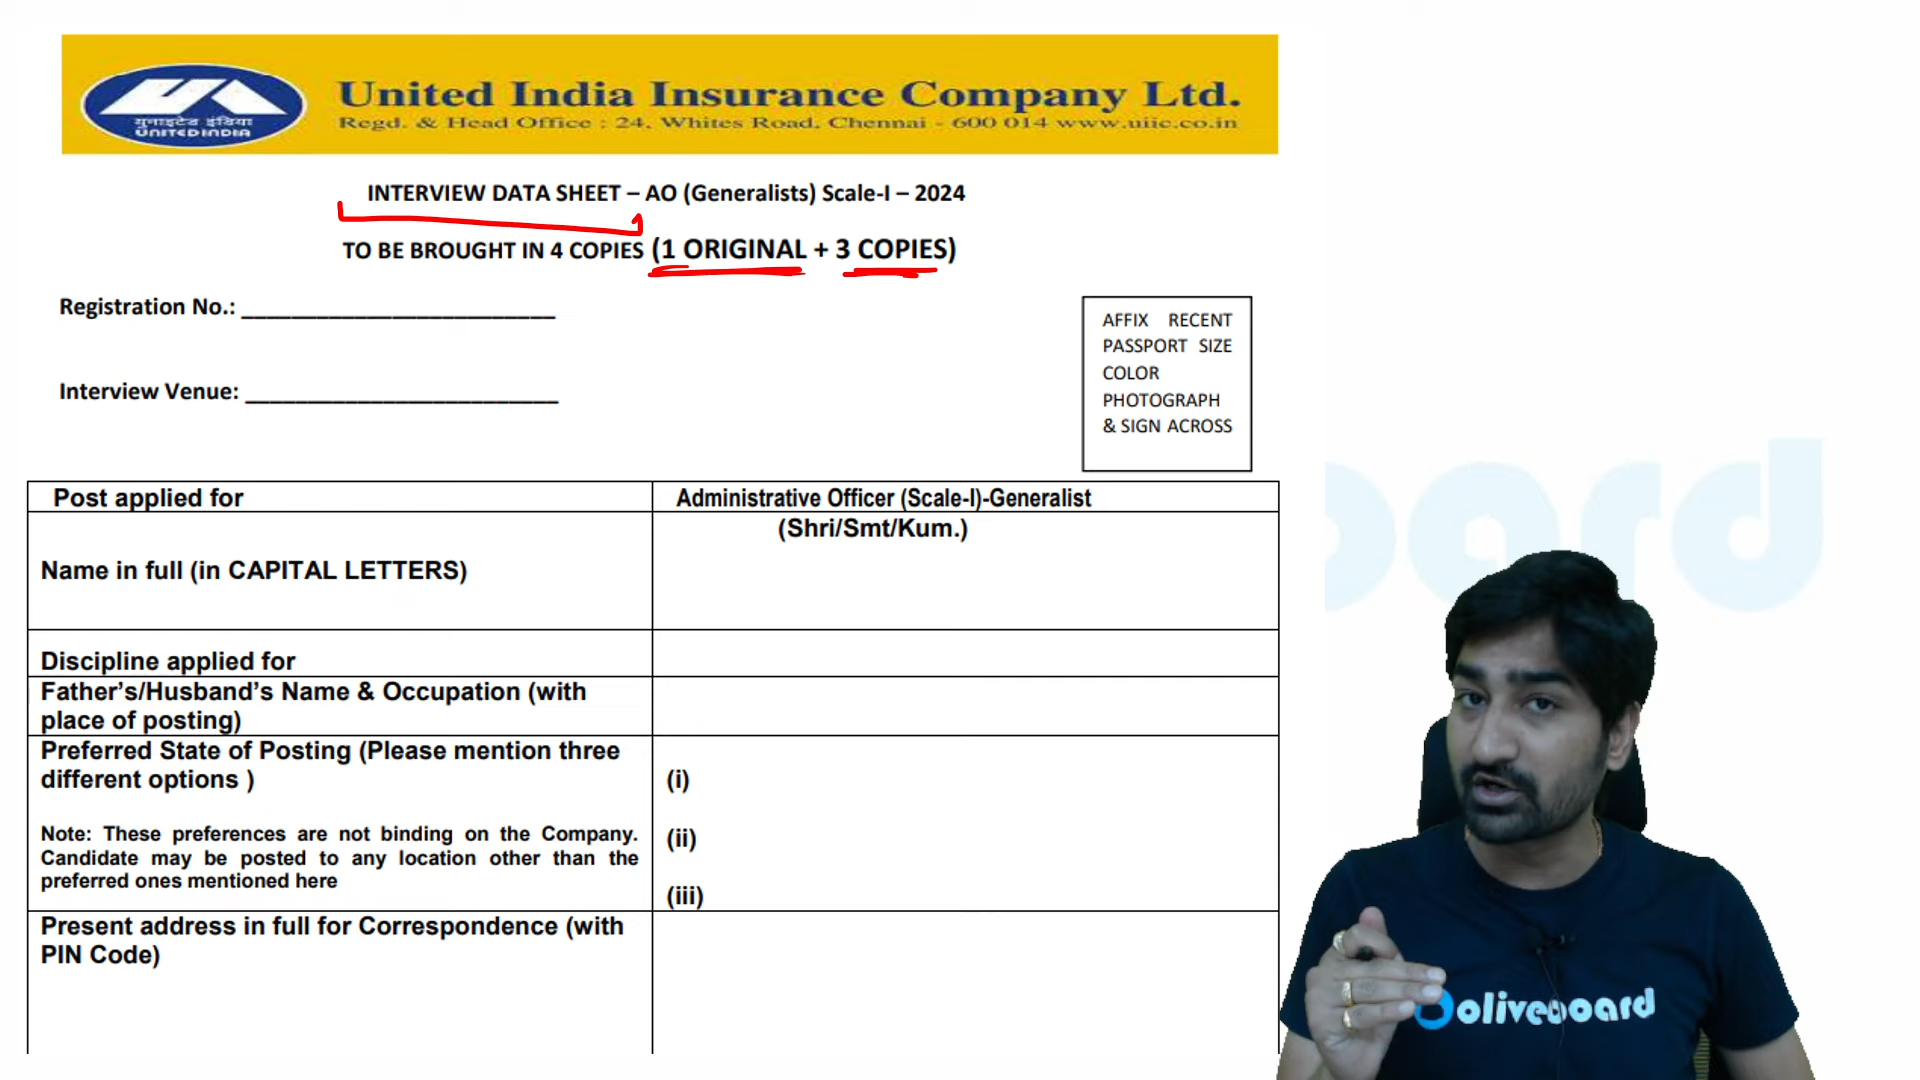 United India Insurance Company Ltd.
Regd. & Head Office : 24, Whites Road, Chennai - 600 014 www.uiic.co.in
युनाइटेड इंडिया
UNITED INDIA
INTERVIEW DATA SHEET – AO (Generalists) Scale-I – 2024
TO BE BROUGHT IN 4 COPIES (1 ORIGINAL + 3 COPIES)
Registration No.: _________________________
Interview Venue: _________________________
AFFIX RECENT
PASSPORT SIZE
COLOR
PHOTOGRAPH
& SIGN ACROSS
Post applied for
Administrative Officer (Scale-I)-Generalist
Name in full (in CAPITAL LETTERS)
(Shri/Smt/Kum.)
Discipline applied for
Father’s/Husband’s Name & Occupation (with
place of posting)
Preferred State of Posting (Please mention three
different options )
Note: These preferences are not binding on the Company.
Candidate may be posted to any location other than the
preferred ones mentioned here
(i)
(ii)
(iii)
Present address in full for Correspondence (with
PIN Code)
oard
oliveboard